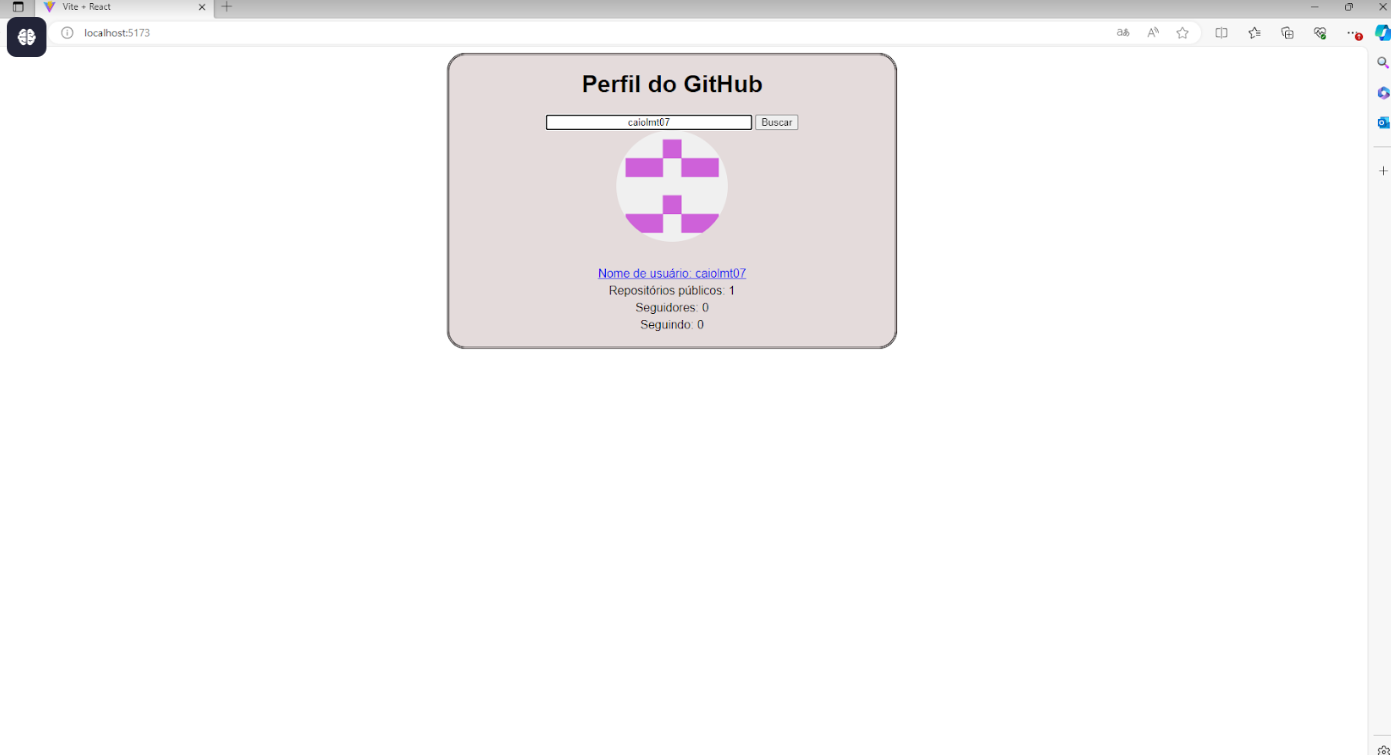 Vite + React
localhost:5173
Perfil do GitHub
caiolmt07 Buscar
Nome de usuário: caiolmt07
Repositórios públicos: 1
Seguidores: 0
Seguindo: 0